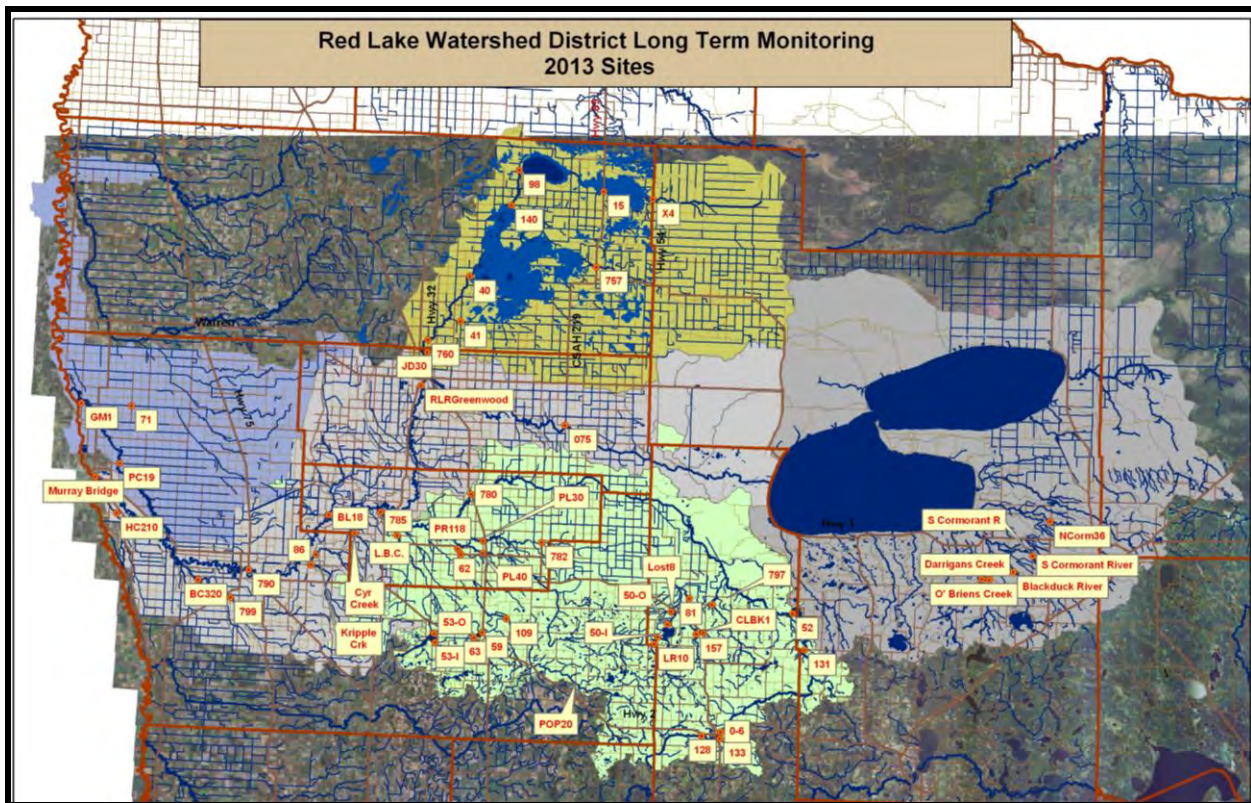 Red Lake Watershed District Long Term Monitoring
2013 Sites
98
15
140
X4
Hwy 54
757
40
Hwy 32
CSAH 219
Warren
41
760
JD30
RLRGreenwood
Hwy 75
GM1
71
075
PC19
Murray Bridge
HC210
780
PL30
BL18
785
PR118
Hwy 1
S Cormorant R
NCorm36
86
L.B.C.
62
PL40
782
Lost8
797
Darrigans Creek
S Cormorant River
790
BC320
799
Cyr
Creek
50-O
81
CLBK1
O' Briens Creek
Blackduck River
Kripple
Crk
53-O
109
50-I
52
53-I
63
59
LR10
157
131
POP20
Hwy 2
0-6
128
133